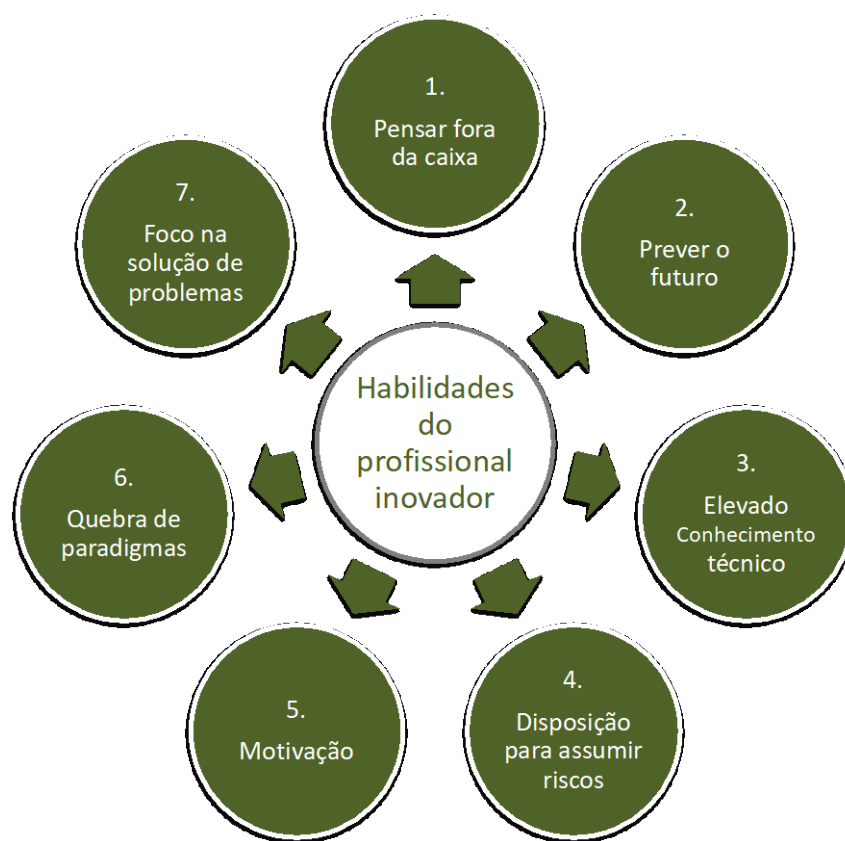 Habilidades
do
profissional
inovador
1.
Pensar fora
da caixa
2.
Prever o
futuro
3.
Elevado
Conhecimento
técnico
4.
Disposição
para assumir
riscos
5.
Motivação
6.
Quebra de
paradigmas
7.
Foco na
solução de
problemas